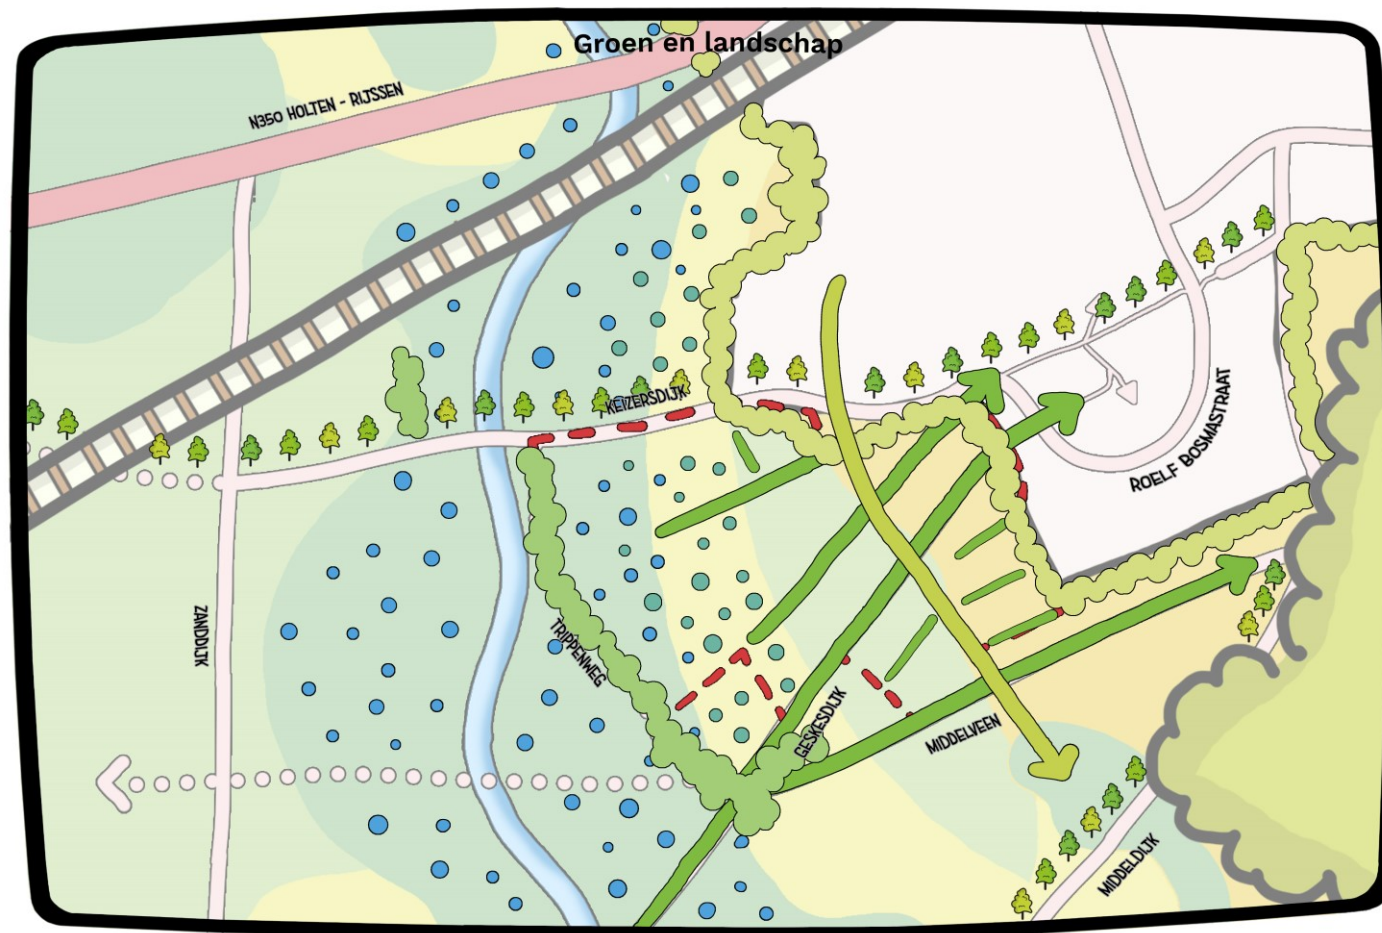 Groen en landschap
N350 HOLTEN - RIJSSEN
KEIZERSDIJK
ROELF BOSMASTRAAT
ZANDDIJK
TRIPPENWEG
GESKESDIJK
MIDDELVEEN
MIDDELDIJK